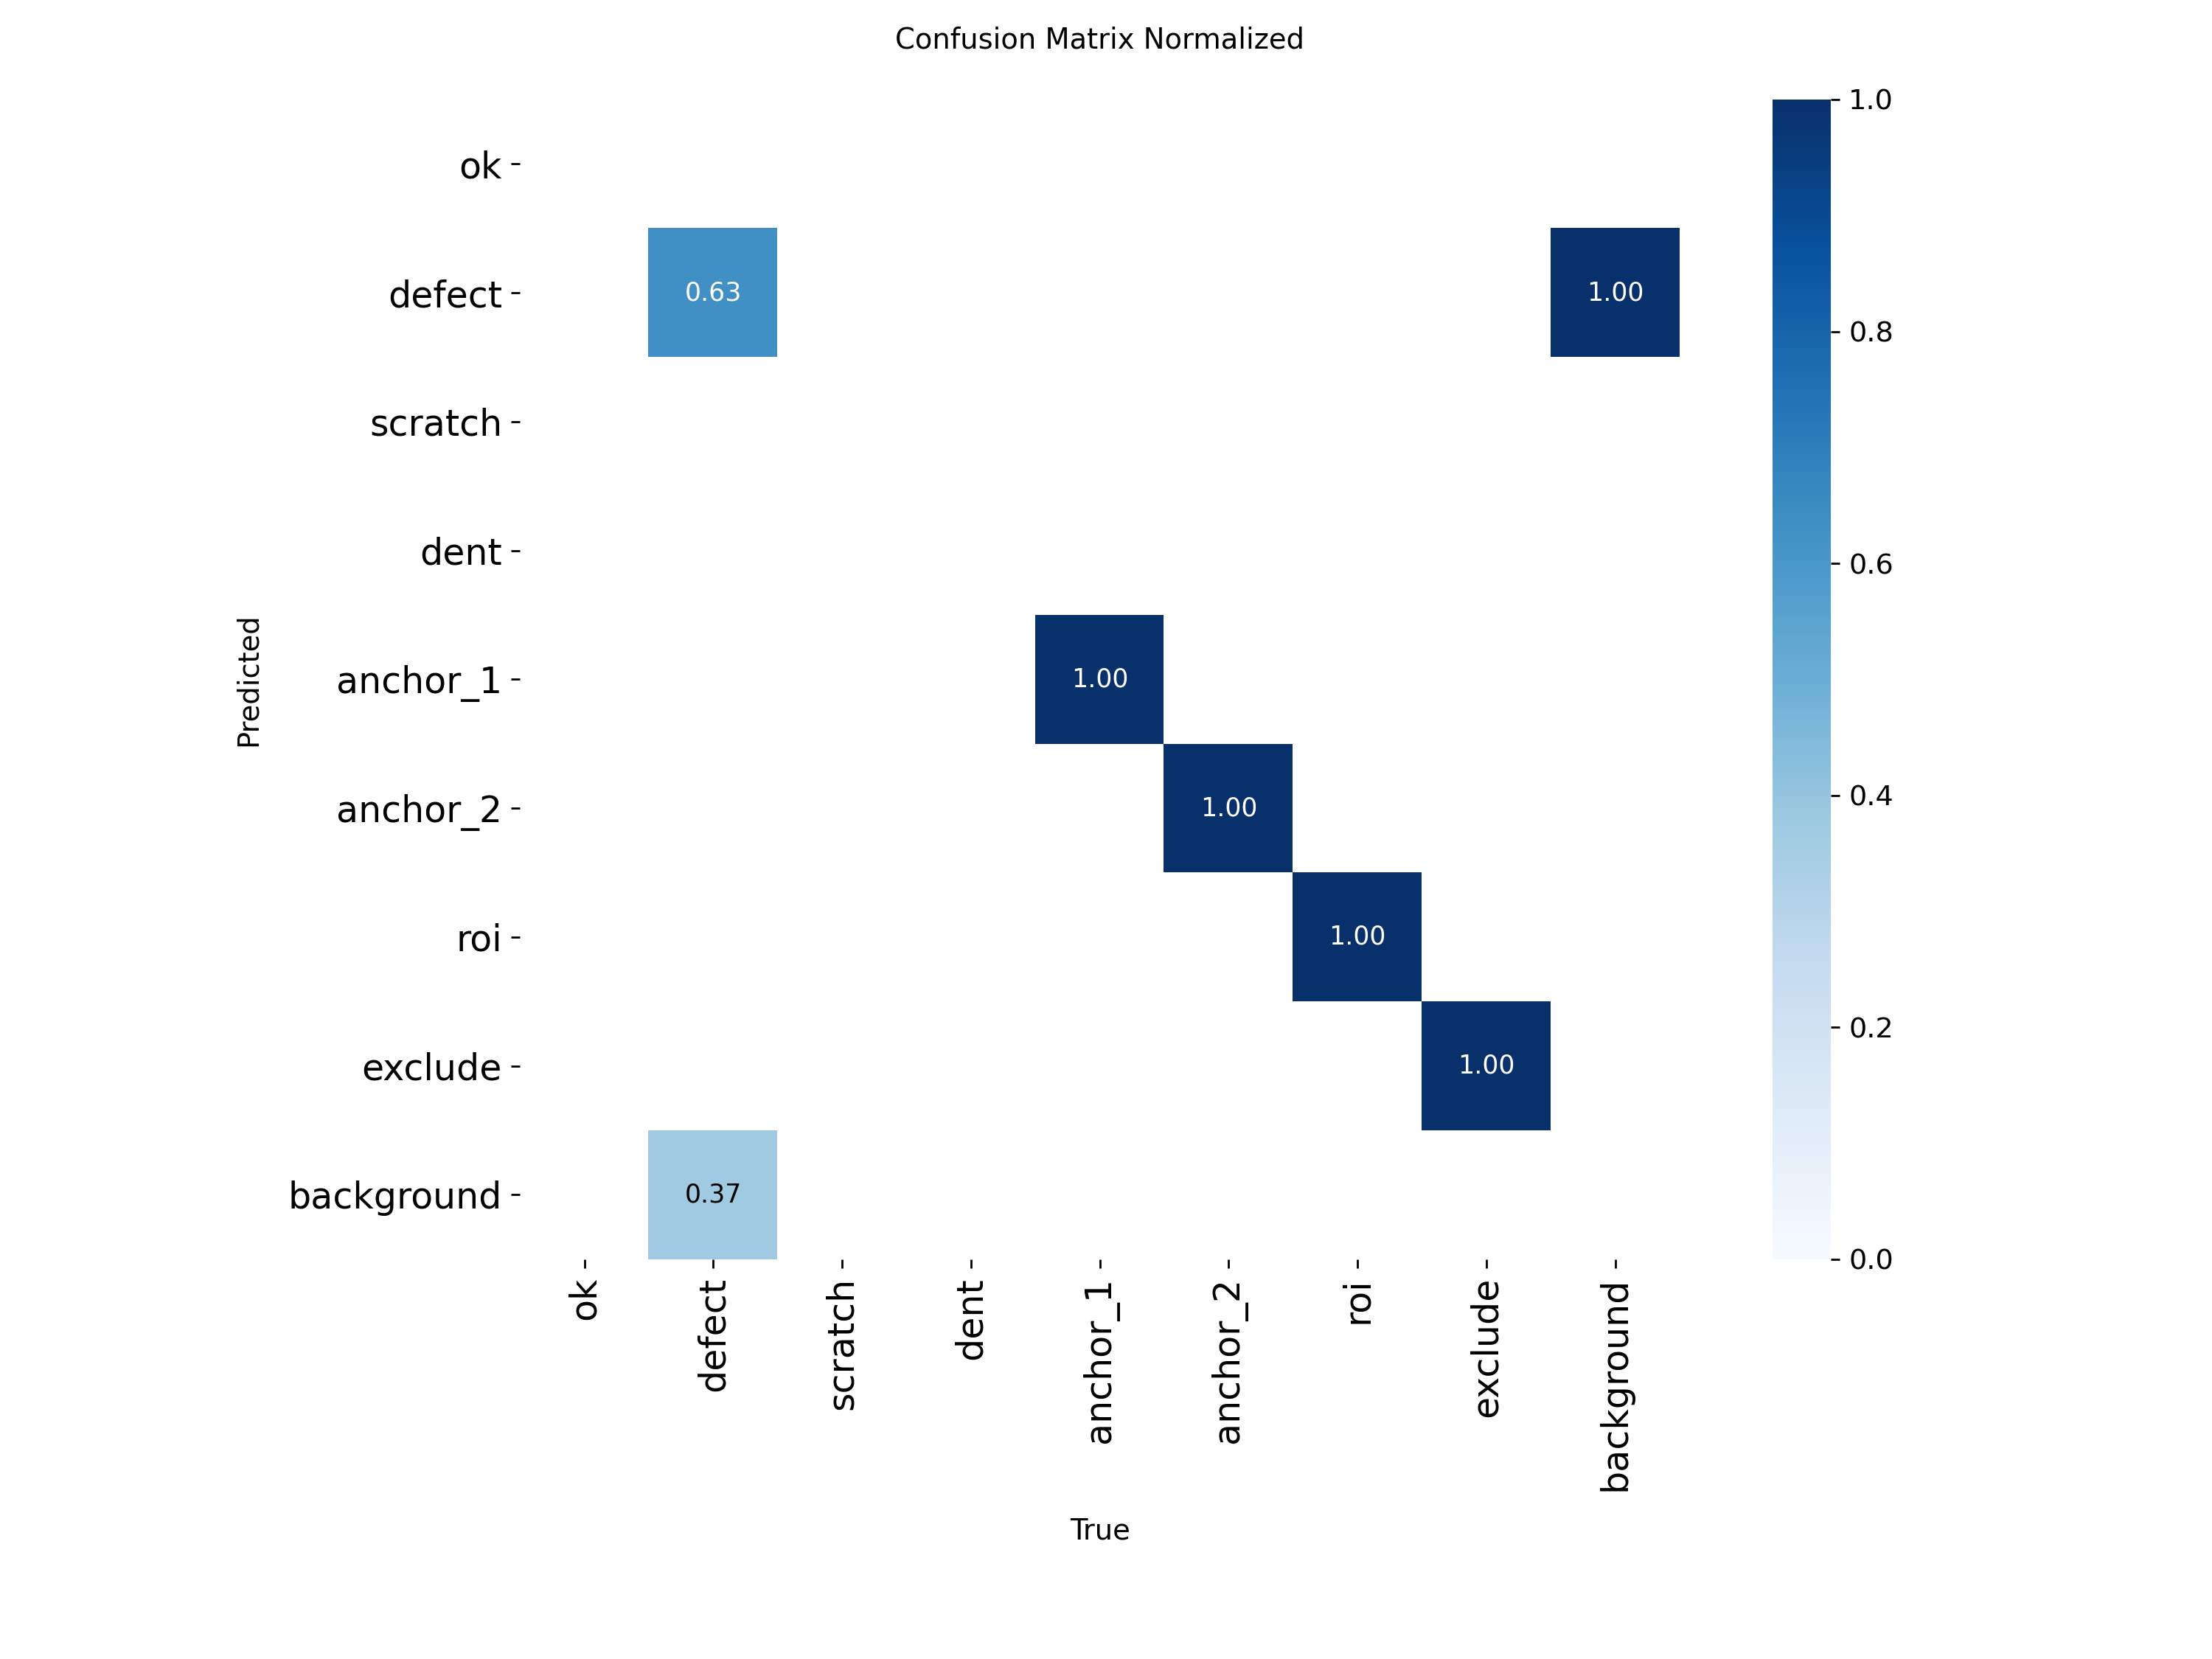 Confusion Matrix Normalized
1.0
ok
defect 0.63 1.00
0.8
scratch
dent
0.6
Predicted
anchor_1 1.00
anchor_2 1.00
0.4
roi 1.00
exclude 1.00
0.2
background 0.37
0.0
ok defect scratch dent anchor_1 anchor_2 roi exclude background
True